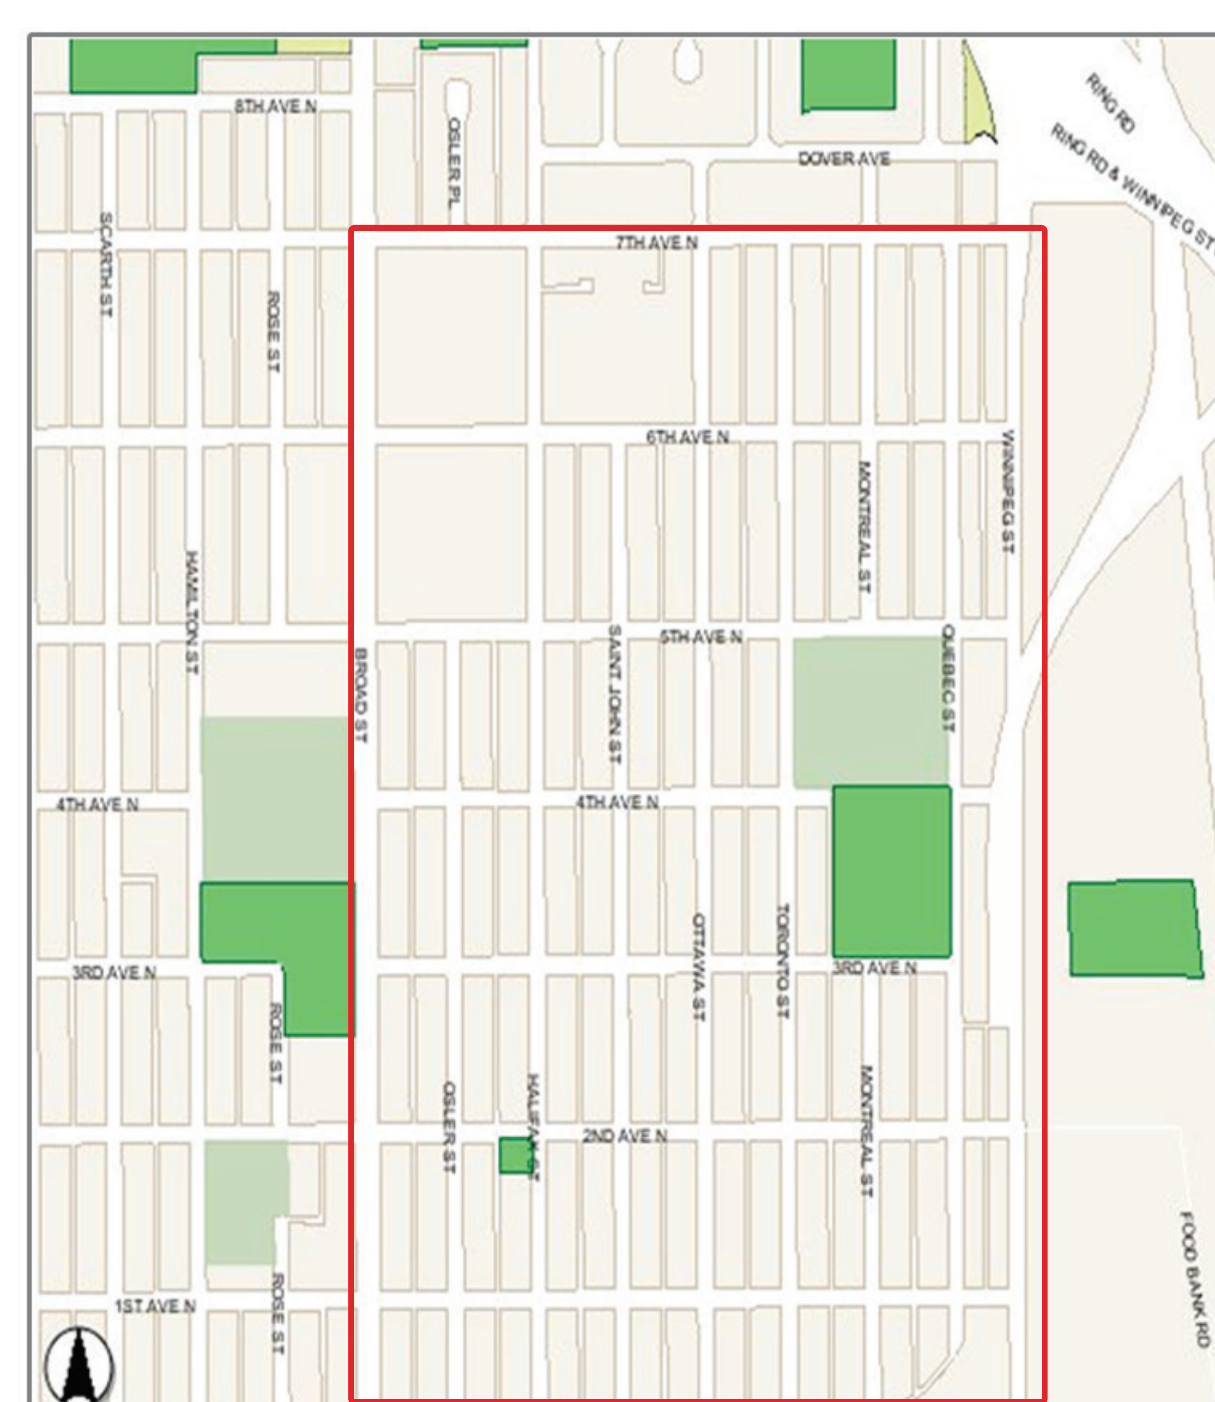 8TH AVE N
OSLER PL
DOVER AVE
RING RD
RING RD & WINNIPEG ST
SCARTH ST
7TH AVE N
ROSE ST
6TH AVE N
WINNIPEG ST
MONTREAL ST
HAMILTON ST
5TH AVE N
SAINT JOHN ST
QUEBEC ST
BROAD ST
4TH AVE N
4TH AVE N
OTTAWA ST
TORONTO ST
3RD AVE N
3RD AVE N
ROSE ST
OSLER ST
HALIFAX ST
MONTREAL ST
2ND AVE N
FOOD BANK RD
1ST AVE N
ROSE ST